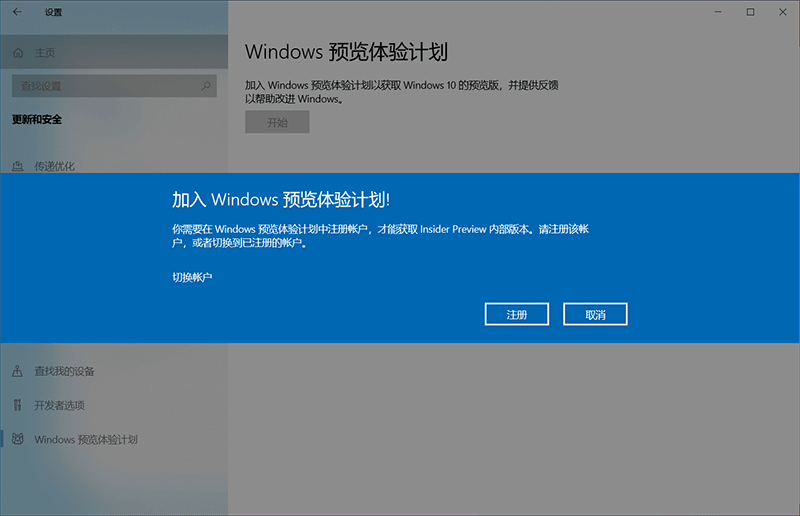 设置
主页
查找设置
更新和安全
传递优化
Windows 预览体验计划
加入 Windows 预览体验计划以获取 Windows 10 的预览版，并提供反馈
以帮助改进 Windows。
开始
加入 Windows 预览体验计划!
你需要在 Windows 预览体验计划中注册帐户，才能获取 Insider Preview 内部版本。请注册该帐
户，或者切换到已注册的帐户。
切换帐户
注册
取消
查找我的设备
开发者选项
Windows 预览体验计划